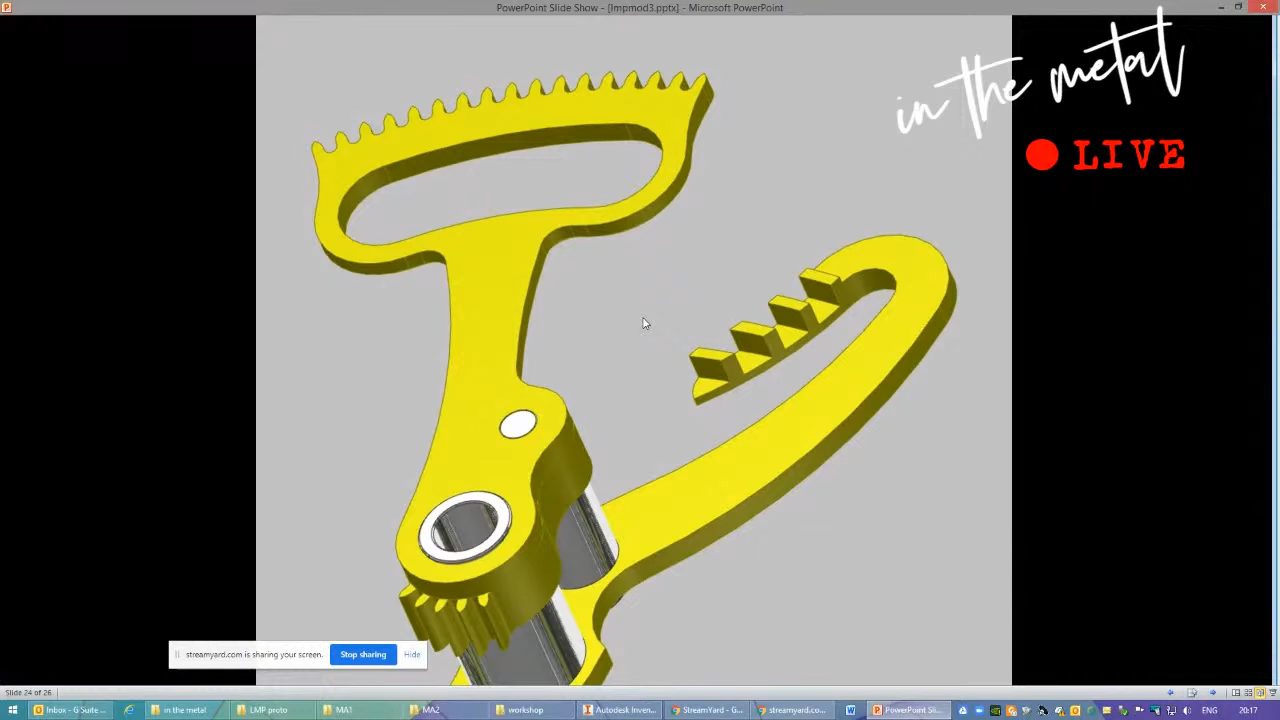 PowerPoint Slide Show - [lmpmod3.pptx] - Microsoft PowerPoint
in the metal
LIVE
streamyard.com is sharing your screen.
Stop sharing
Hide
Slide 24 of 26
Inbox - G Suite ...
in the metal
LMP proto
MA1
MA2
workshop
Autodesk Inven...
StreamYard - G...
streamyard.co...
PowerPoint Sli...
ENG
20:17